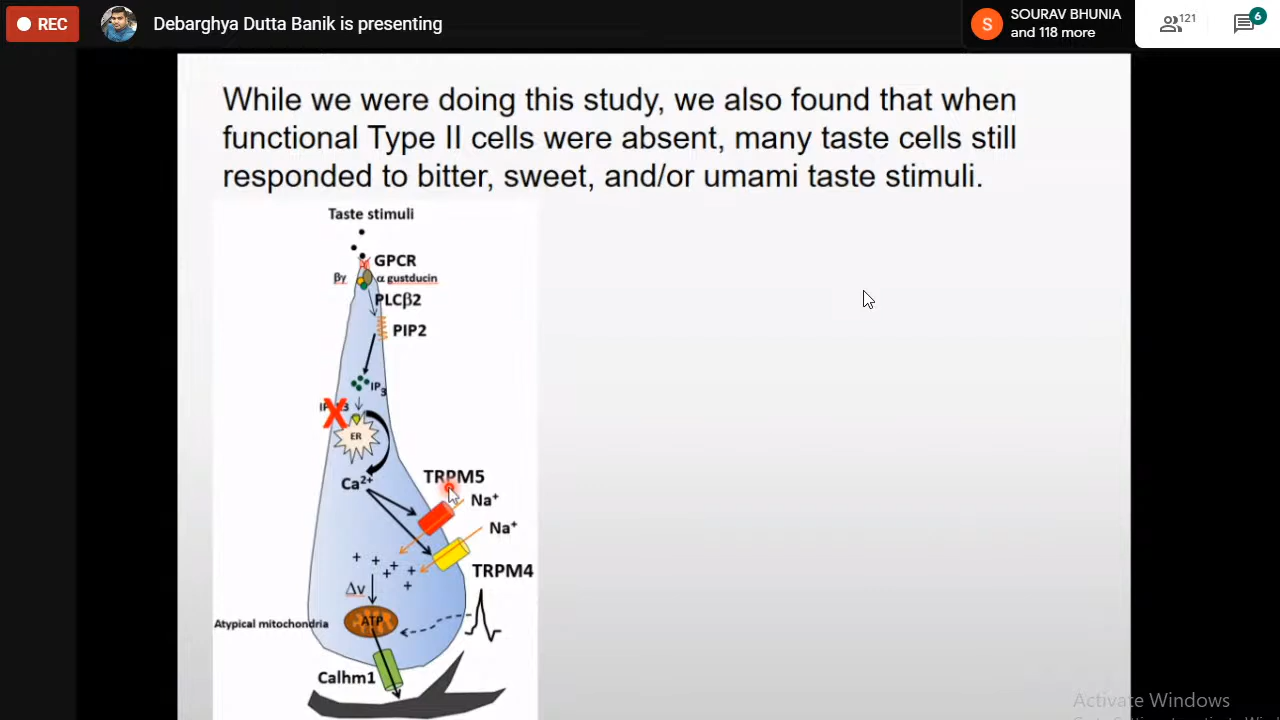 REC
Debarghya Dutta Banik is presenting
S
SOURAV BHUNIA
and 118 more
121
6
While we were doing this study, we also found that when
functional Type II cells were absent, many taste cells still
responded to bitter, sweet, and/or umami taste stimuli.
Taste stimuli
GPCR
βγ
α gustducin
PLCβ2
PIP2
IP3
X
ER
Ca2+
TRPM5
Na+
Na+
TRPM4
Δv
ATP
Atypical mitochondria
Calhm1
Activate Windows